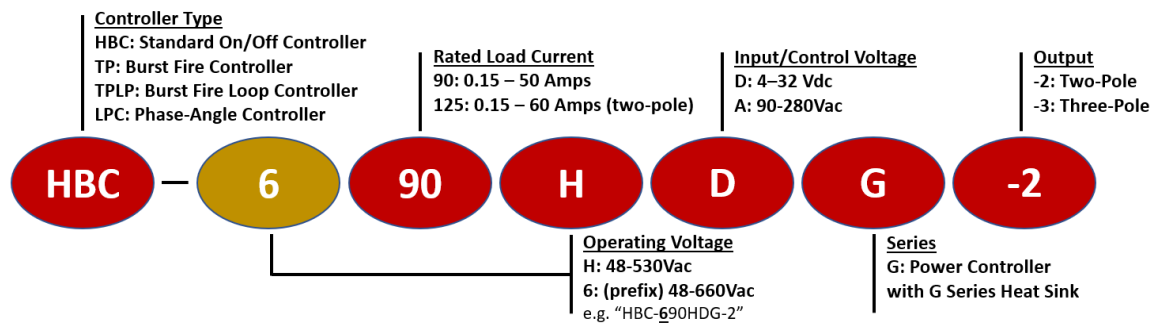 Controller Type
HBC: Standard On/Off Controller
TP: Burst Fire Controller
TPLP: Burst Fire Loop Controller
LPC: Phase-Angle Controller
Rated Load Current
90: 0.15 – 50 Amps
125: 0.15 – 60 Amps (two-pole)
Input/Control Voltage
D: 4–32 Vdc
A: 90-280Vac
Output
-2: Two-Pole
-3: Three-Pole
HBC – 6 90 H D G -2
Operating Voltage
H: 48-530Vac
6: (prefix) 48-660Vac
e.g. “HBC-690HDG-2”
Series
G: Power Controller
with G Series Heat Sink